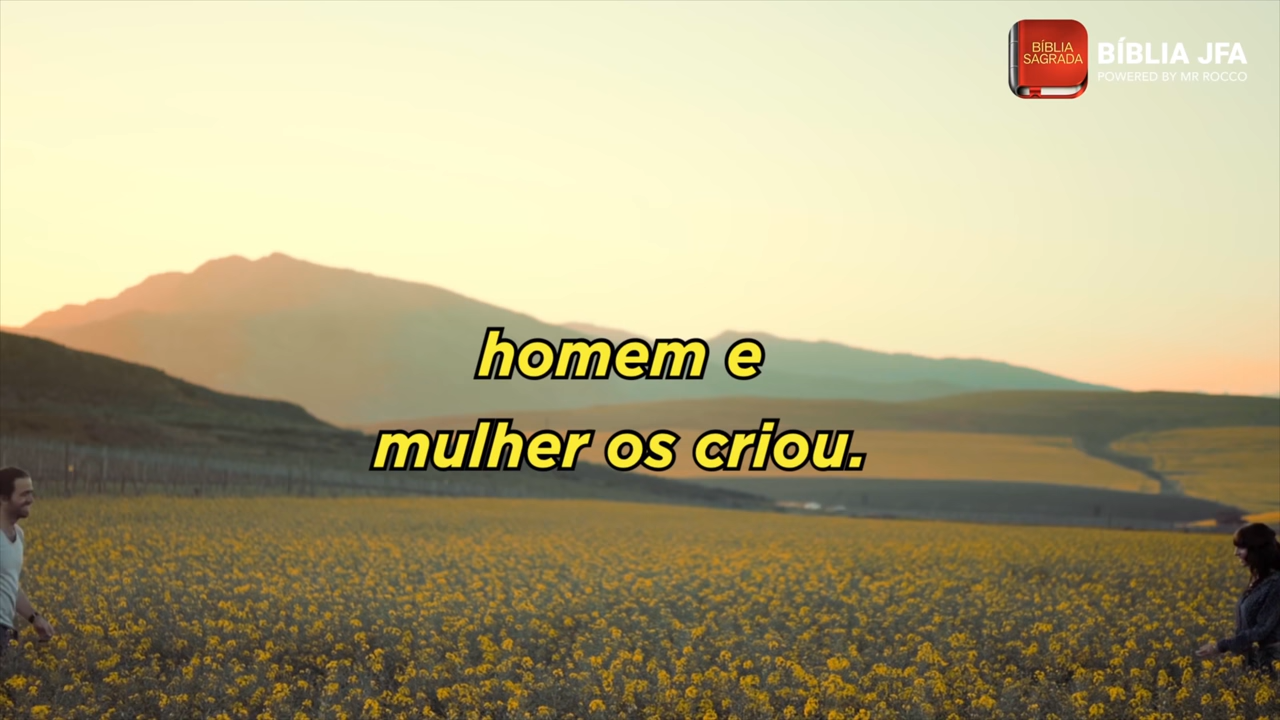 BÍBLIA
SAGRADA
BÍBLIA JFA
POWERED BY MR ROCCO
homem e
mulher os criou.